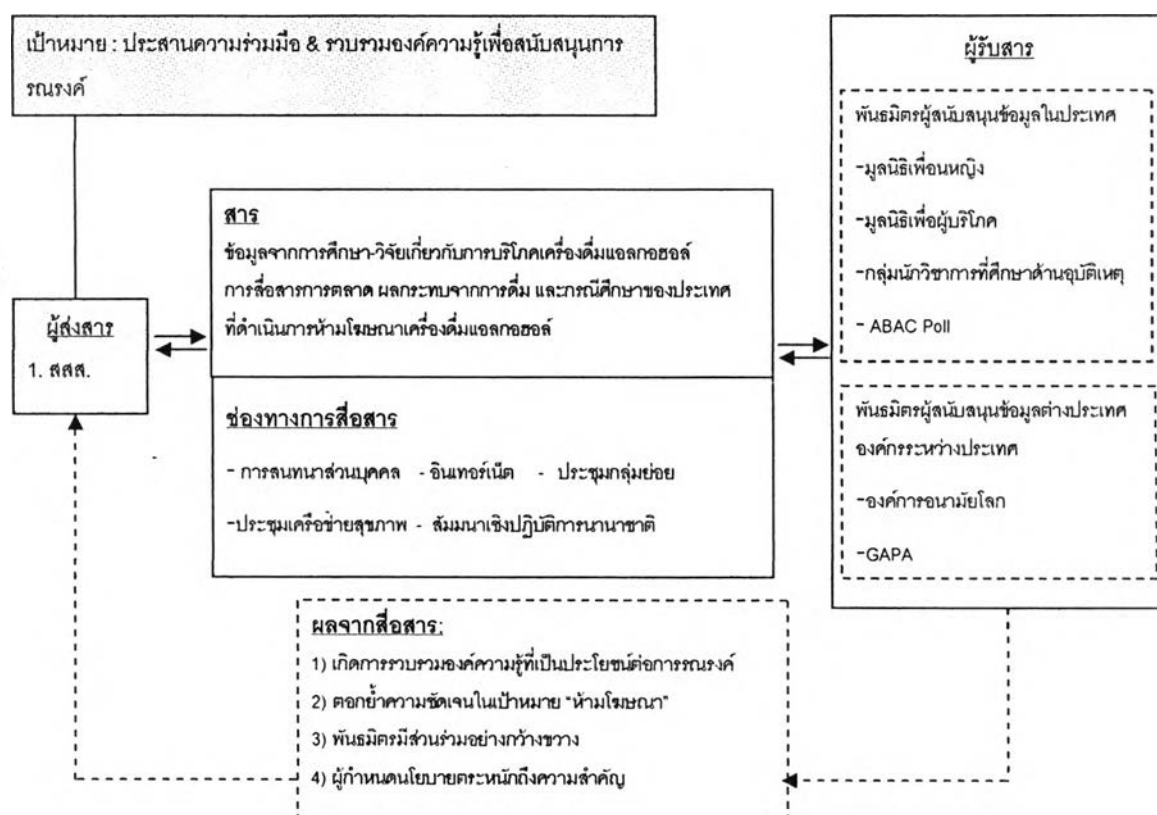 เป้าหมาย : ประสานความร่วมมือ & รวบรวมองค์ความรู้เพื่อสนับสนุนการ
รณรงค์
ผู้ส่งสาร
1. สสส.
สาร
ข้อมูลจากการศึกษา-วิจัยเกี่ยวกับการบริโภคเครื่องดื่มแอลกอฮอล์
การสื่อสารการตลาด ผลกระทบจากการดื่ม และกรณีศึกษาของประเทศ
ที่ดำเนินการห้ามโฆษณาเครื่องดื่มแอลกอฮอล์
ช่องทางการสื่อสาร
- การสนทนาส่วนบุคคล - อินเทอร์เน็ต - ประชุมกลุ่มย่อย
-ประชุมเครือข่ายสุขภาพ - สัมมนาเชิงปฏิบัติการนานาชาติ
ผู้รับสาร
พันธมิตรผู้สนับสนุนข้อมูลในประเทศ
-มูลนิธิเพื่อนหญิง
-มูลนิธิเพื่อผู้บริโภค
-กลุ่มนักวิชาการที่ศึกษาด้านอุบัติเหตุ
- ABAC Poll
พันธมิตรผู้สนับสนุนข้อมูลต่างประเทศ
องค์กรระหว่างประเทศ
-องค์การอนามัยโลก
-GAPA
ผลจากสื่อสาร:
1) เกิดการรวบรวมองค์ความรู้ที่เป็นประโยชน์ต่อการรณรงค์
2) ตอกย้ำความชัดเจนในเป้าหมาย "ห้ามโฆษณา"
3) พันธมิตรมีส่วนร่วมอย่างกว้างขวาง
4) ผู้กำหนดนโยบายตระหนักถึงความสำคัญ